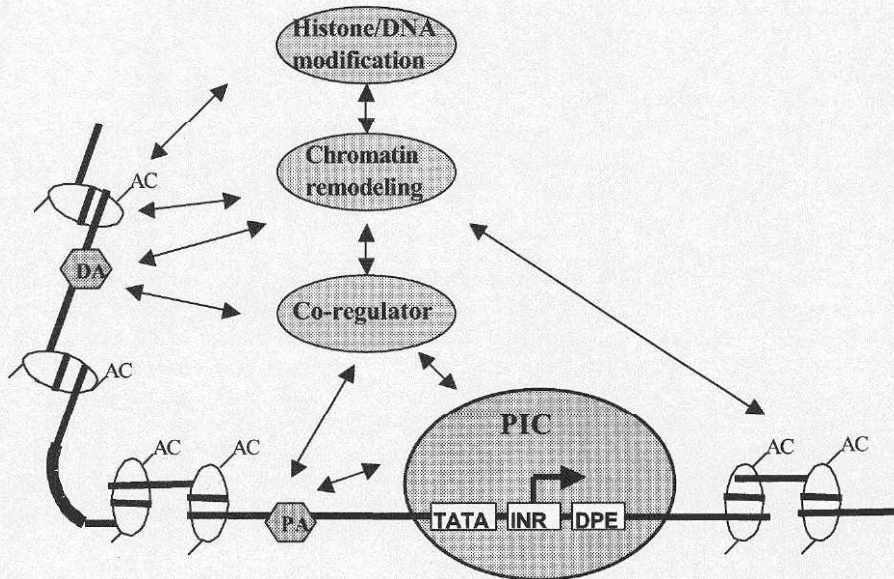 Histone/DNA
modification
Chromatin
remodeling
AC
DA
Co-regulator
AC
PIC
AC
AC
AC
AC
PA
TATA
INR
DPE